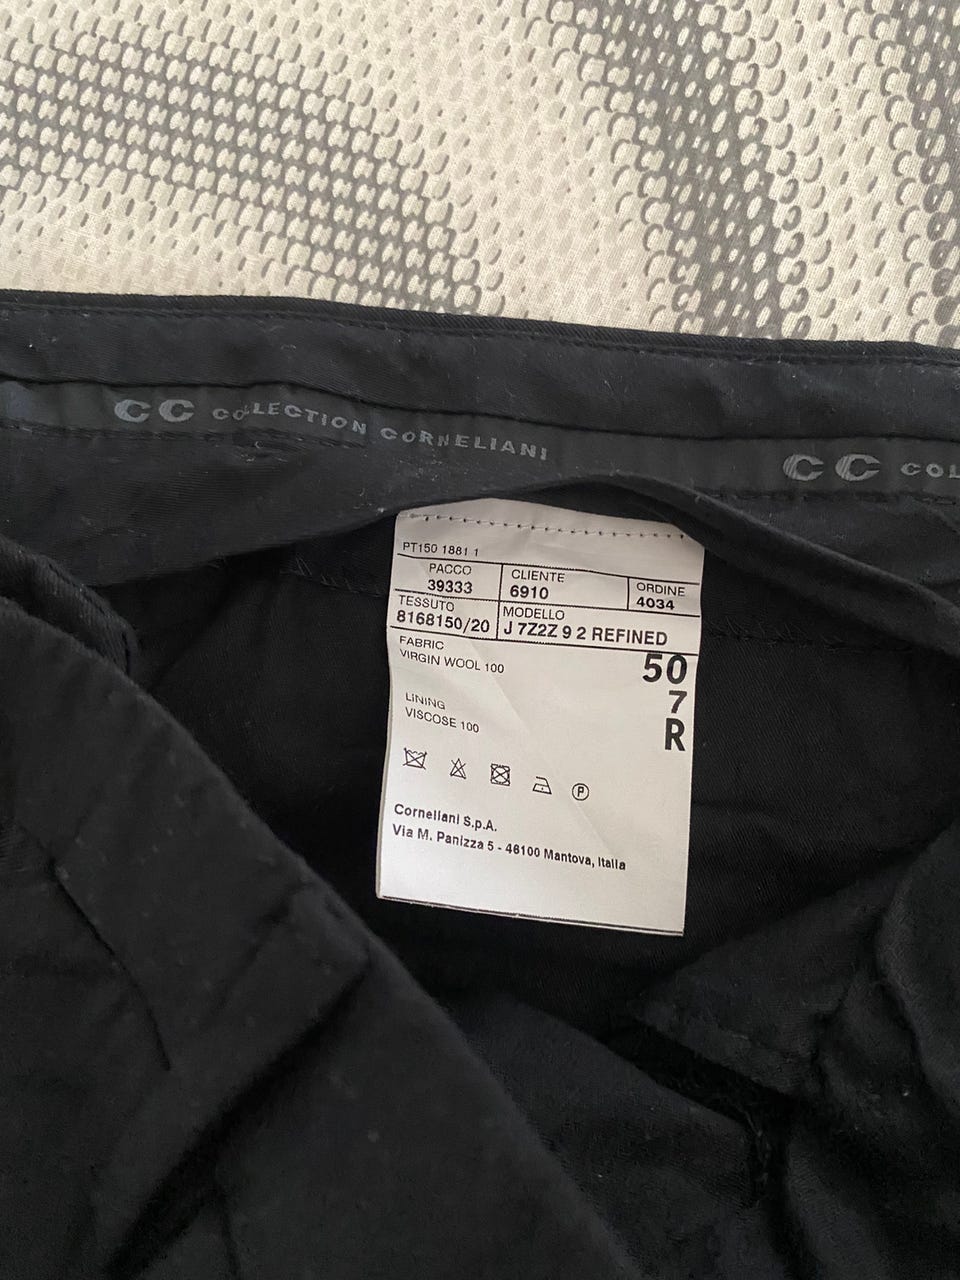 CC COLLECTION CORNELIANI
CC COL
PT150 1881 1
PACCO
39333
CLIENTE
6910
ORDINE
4034
TESSUTO
8168150/20
MODELLO
J 7Z2Z 9 2 REFINED
FABRIC
VIRGIN WOOL 100
50
7
R
LINING
VISCOSE 100
P
Corneliani S.p.A.
Via M. Panizza 5 - 46100 Mantova, Italia